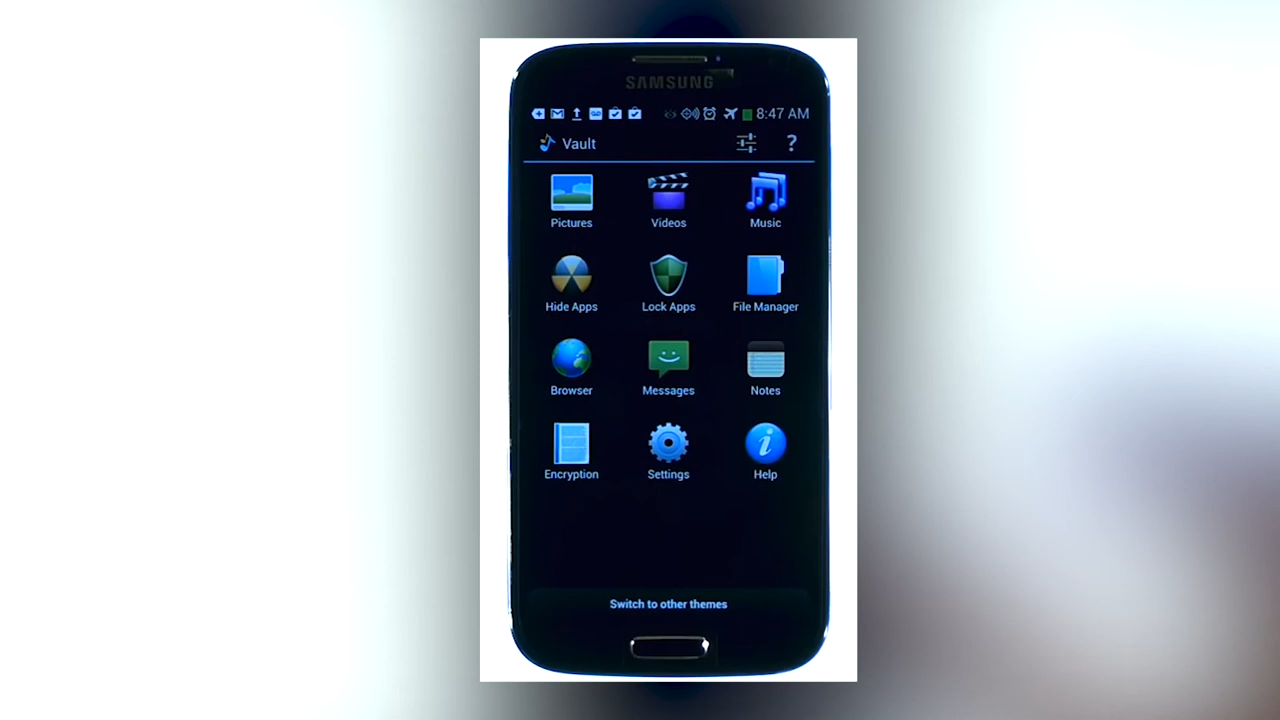 SAMSUNG
8:47 AM
Vault ?
Pictures Videos Music
Hide Apps Lock Apps File Manager
Browser Messages Notes
Encryption Settings Help
Switch to other themes